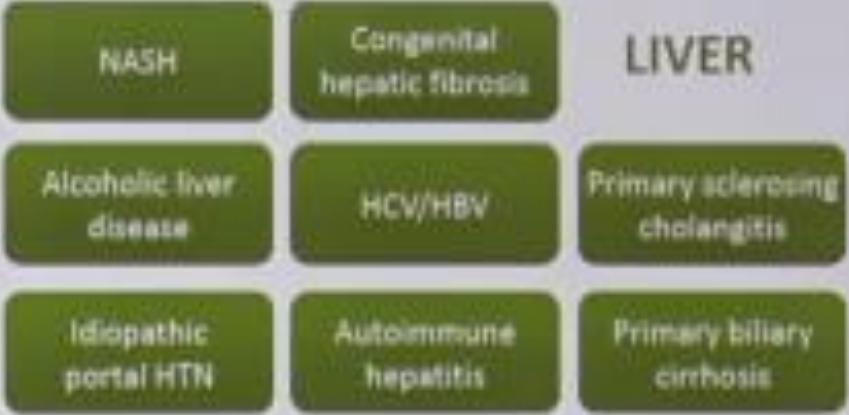 NASH
Congenital
hepatic fibrosis
LIVER
Alcoholic liver
disease
HCV/HBV
Primary sclerosing
cholangitis
Idiopathic
portal HTN
Autoimmune
hepatitis
Primary biliary
cirrhosis